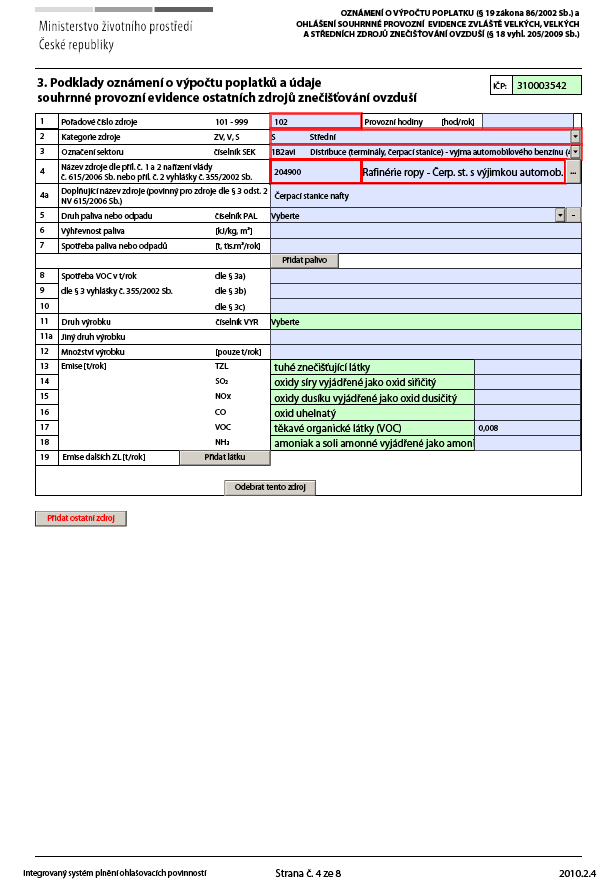 OZNÁMENÍ O VÝPOČTU POPLATKU (§ 19 zákona 86/2002 Sb.) a
OHLÁŠENÍ SOUHRNNÉ PROVOZNÍ EVIDENCE ZVLÁŠTĚ VELKÝCH, VELKÝCH
A STŘEDNÍCH ZDROJŮ ZNEČIŠŤOVÁNÍ OVZDUŠÍ (§ 18 vyhl. 205/2009 Sb.)
Ministerstvo životního prostředí
České republiky
3. Podklady oznámení o výpočtu poplatků a údaje
souhrnné provozní evidence ostatních zdrojů znečišťování ovzduší
IČP: 310003542
1 Pořadové číslo zdroje 101 - 999 102 Provozní hodiny [hod/rok]
2 Kategorie zdroje ZV, V, S S Střední
3 Označení sektoru číselník SEK 1B2avi Distribuce (terminály, čerpací stanice) - vyjma automobilového benzínu (
4 Název zdroje dle příl. č. 1 a 2 nařízení vlády
č. 615/2006 Sb. nebo příl. č. 2 vyhlášky č. 355/2002 Sb. 204900 Rafinérie ropy - Čerp. st. s výjimkou automob. ...
4a Doplňující název zdroje (povinný pro zdroje dle § 3 odst. 2
NV 615/2006 Sb.) Čerpací stanice nafty
5 Druh paliva nebo odpadu číselník PAL Vyberte -
6 Výhřevnost paliva [kJ/kg, m³]
7 Spotřeba paliva nebo odpadů [t, tis.m³/rok]
Přidat palivo
8 Spotřeba VOC v t/rok dle § 3a)
9 dle § 3 vyhlášky č. 355/2002 Sb. dle § 3b)
10 dle § 3c)
11 Druh výrobku číselník VYR Vyberte
11a Jiný druh výrobku
12 Množství výrobku [pouze t/rok]
13 Emise [t/rok] TZL tuhé znečišťující látky
14 SO₂ oxidy síry vyjádřené jako oxid siřičitý
15 NOx oxidy dusíku vyjádřené jako oxid dusičitý
16 CO oxid uhelnatý
17 VOC těkavé organické látky (VOC) 0,008
18 NH₃ amoniak a soli amonné vyjádřené jako amoni
19 Emise dalších ZL [t/rok] Přidat látku
Odebrat tento zdroj
Přidat ostatní zdroj
Integrovaný systém plnění ohlašovacích povinností Strana č. 4 ze 8 2010.2.4